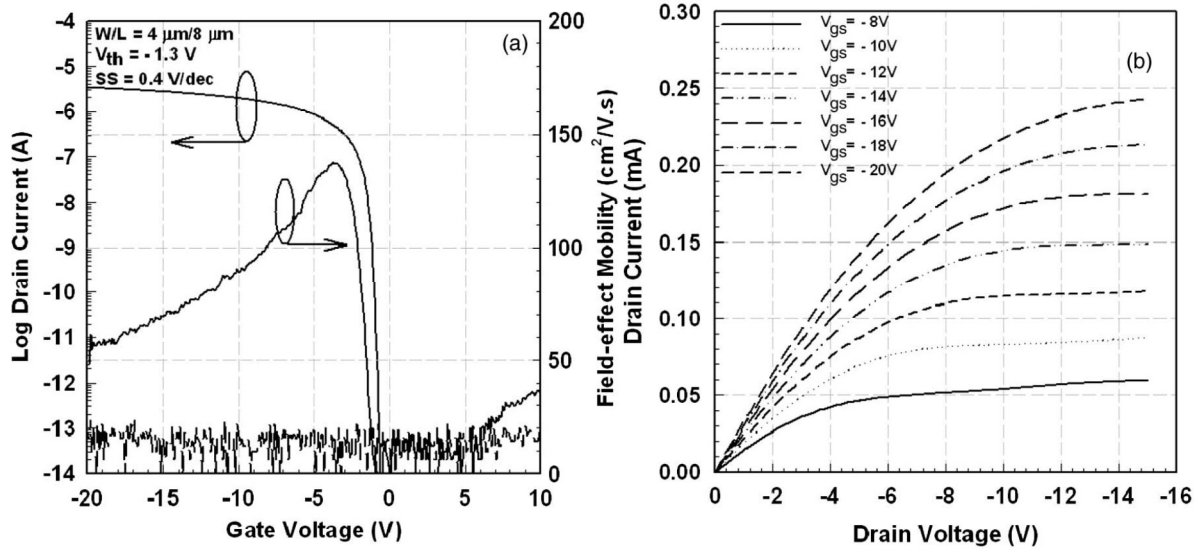 W/L = 4 µm/8 µm
V_th = - 1.3 V
SS = 0.4 V/dec
(a)
-4
-5
-6
-7
-8
-9
-10
-11
-12
-13
-14
Log Drain Current (A)
-20
-15
-10
-5
0
5
10
Gate Voltage (V)
200
150
100
50
0
Field-effect Mobility (cm²/V.s)
V_gs= - 8V
V_gs= - 10V
V_gs= - 12V
V_gs= - 14V
V_gs= - 16V
V_gs= - 18V
V_gs= - 20V
(b)
0.30
0.25
0.20
0.15
0.10
0.05
0.00
Drain Current (mA)
0
-2
-4
-6
-8
-10
-12
-14
-16
Drain Voltage (V)